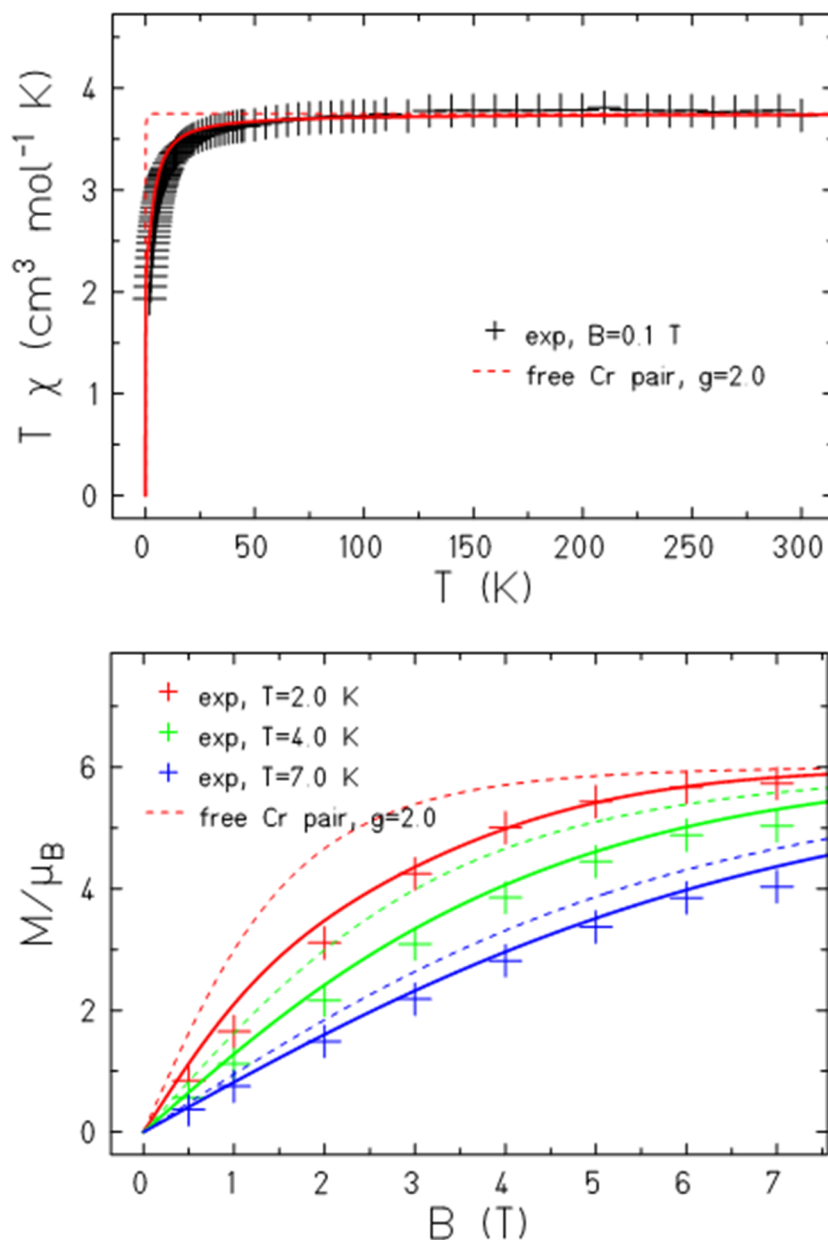 4
3
2
1
0
T χ (cm³ mol⁻¹ K)
exp, B=0.1 T
free Cr pair, g=2.0
0 50 100 150 200 250 300
T (K)
exp, T=2.0 K
exp, T=4.0 K
exp, T=7.0 K
free Cr pair, g=2.0
6
4
2
0
M/μ_B
0 1 2 3 4 5 6 7
B (T)